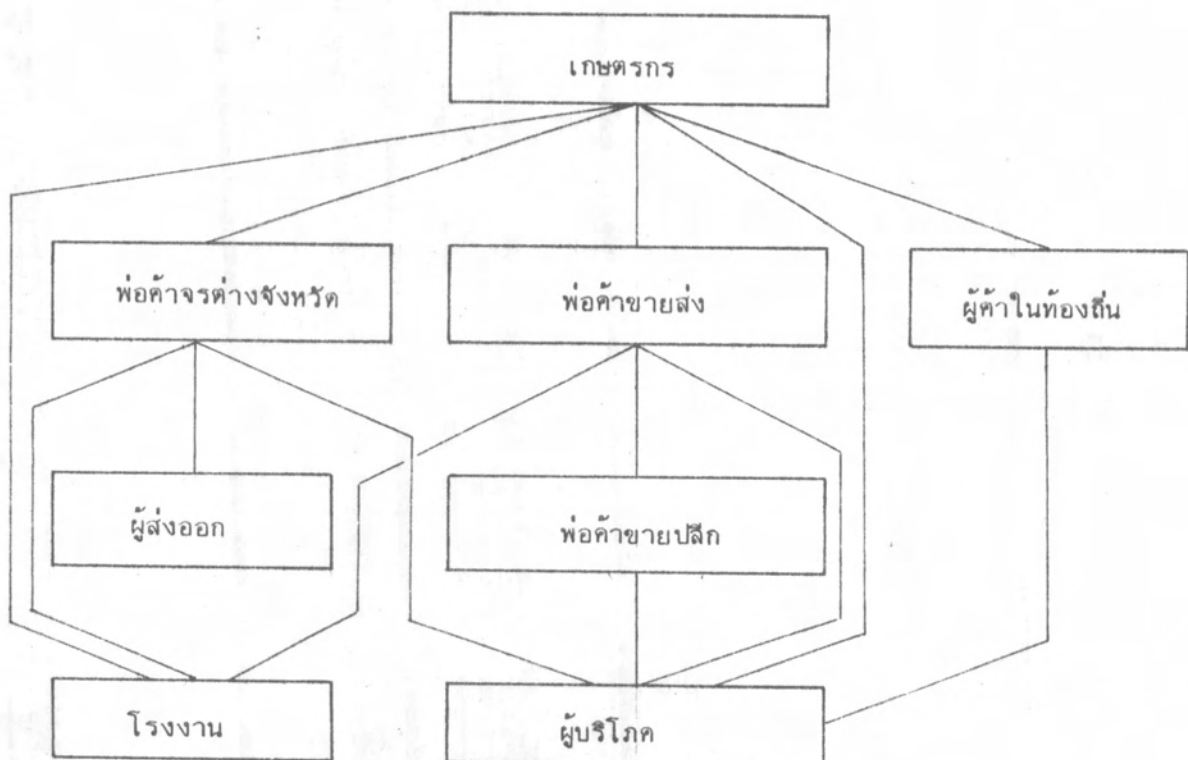 เกษตรกร
พ่อค้าจรต่างจังหวัด
พ่อค้าขายส่ง
ผู้ค้าในท้องถิ่น
ผู้ส่งออก
พ่อค้าขายปลีก
โรงงาน
ผู้บริโภค